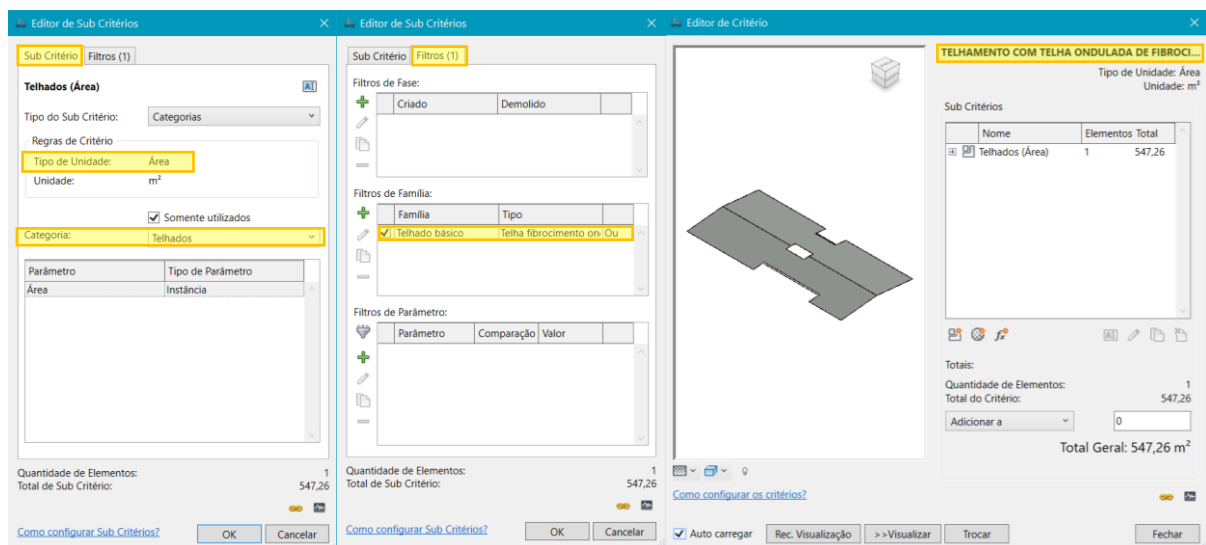 Editor de Sub Critérios
Sub Critério Filtros (1)
Telhados (Área)
Tipo do Sub Critério: Categorias
Regras de Critério
Tipo de Unidade: Área
Unidade: m²
Somente utilizados
Categoria: Telhados
Parâmetro Tipo de Parâmetro
Área Instância
Quantidade de Elementos: 1
Total de Sub Critério: 547,26
Como configurar Sub Critérios? OK Cancelar
Editor de Sub Critérios
Sub Critério Filtros (1)
Filtros de Fase:
Criado Demolido
Filtros de Família:
Família Tipo
Telhado básico Telha fibrocimento on Ou
Filtros de Parâmetro:
Parâmetro Comparação Valor
Quantidade de Elementos: 1
Total de Sub Critério: 547,26
Como configurar Sub Critérios? OK Cancelar
Editor de Critério
TELHAMENTO COM TELHA ONDULADA DE FIBROCI...
Tipo de Unidade: Área
Unidade: m²
Sub Critérios
Nome Elementos Total
Telhados (Área) 1 547,26
Totais:
Quantidade de Elementos: 1
Total do Critério: 547,26
Adicionar a 0
Total Geral: 547,26 m²
Como configurar os critérios?
Auto carregar Rec. Visualização >>Visualizar Trocar Fechar